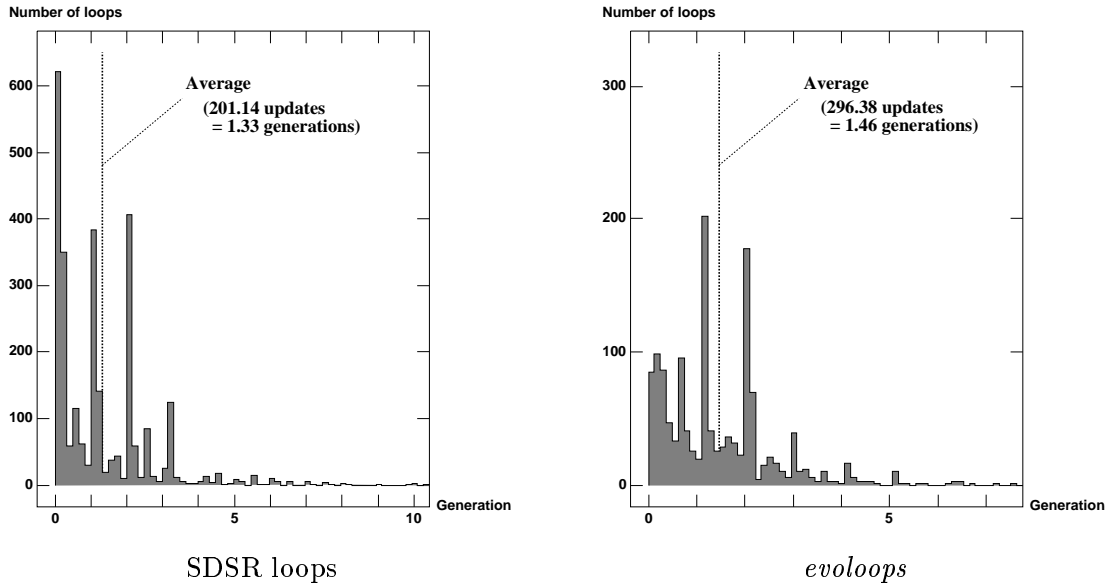 Number of loops
600
500
400
300
200
100
0
Average
(201.14 updates
= 1.33 generations)
0
5
10
Generation
SDSR loops
Number of loops
300
200
100
0
Average
(296.38 updates
= 1.46 generations)
0
5
Generation
evoloops